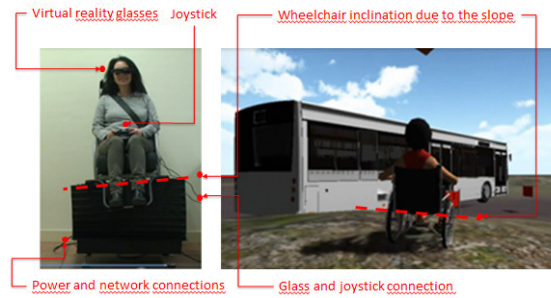 Virtual reality glasses
Joystick
Wheelchair inclination due to the slope
Power and network connections
Glass and joystick connection